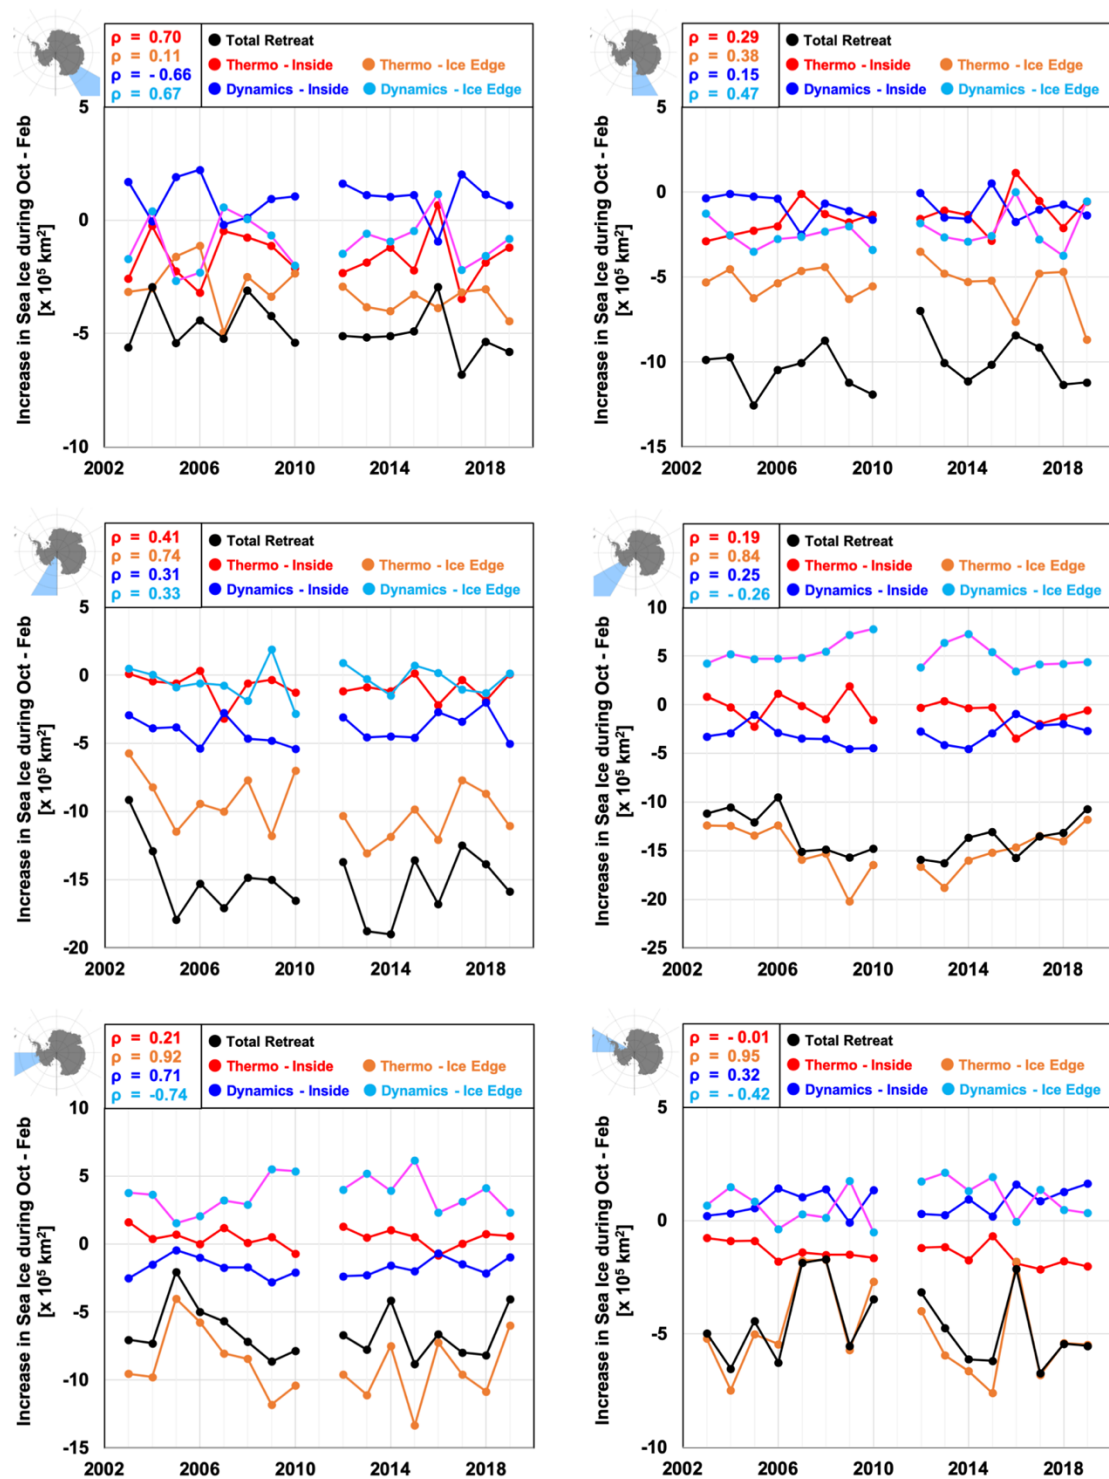 ρ = 0.70
ρ = 0.11
ρ = - 0.66
ρ = 0.67
Total Retreat
Thermo - Inside
Thermo - Ice Edge
Dynamics - Inside
Dynamics - Ice Edge
Increase in Sea Ice during Oct - Feb
[x 10⁵ km²]
5
0
-5
-10
2002 2006 2010 2014 2018
ρ = 0.29
ρ = 0.38
ρ = 0.15
ρ = 0.47
Total Retreat
Thermo - Inside
Thermo - Ice Edge
Dynamics - Inside
Dynamics - Ice Edge
Increase in Sea Ice during Oct - Feb
[x 10⁵ km²]
5
0
-5
-10
-15
2002 2006 2010 2014 2018
ρ = 0.41
ρ = 0.74
ρ = 0.31
ρ = 0.33
Total Retreat
Thermo - Inside
Thermo - Ice Edge
Dynamics - Inside
Dynamics - Ice Edge
Increase in Sea Ice during Oct - Feb
[x 10⁵ km²]
5
0
-5
-10
-15
-20
2002 2006 2010 2014 2018
ρ = 0.19
ρ = 0.84
ρ = 0.25
ρ = - 0.26
Total Retreat
Thermo - Inside
Thermo - Ice Edge
Dynamics - Inside
Dynamics - Ice Edge
Increase in Sea Ice during Oct - Feb
[x 10⁵ km²]
10
5
0
-5
-10
-15
-20
-25
2002 2006 2010 2014 2018
ρ = 0.21
ρ = 0.92
ρ = 0.71
ρ = -0.74
Total Retreat
Thermo - Inside
Thermo - Ice Edge
Dynamics - Inside
Dynamics - Ice Edge
Increase in Sea Ice during Oct - Feb
[x 10⁵ km²]
10
5
0
-5
-10
-15
2002 2006 2010 2014 2018
ρ = - 0.01
ρ = 0.95
ρ = 0.32
ρ = - 0.42
Total Retreat
Thermo - Inside
Thermo - Ice Edge
Dynamics - Inside
Dynamics - Ice Edge
Increase in Sea Ice during Oct - Feb
[x 10⁵ km²]
5
0
-5
-10
2002 2006 2010 2014 2018